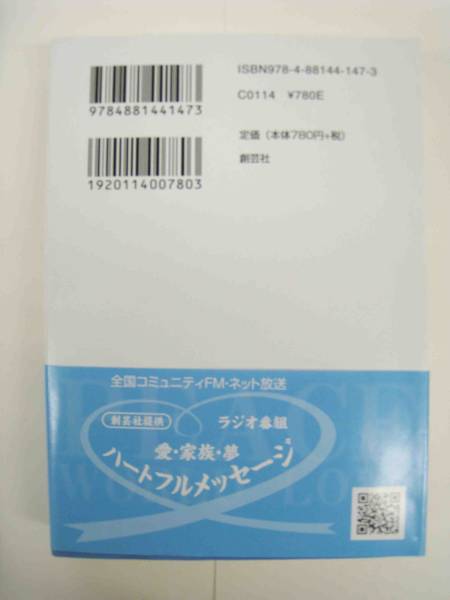 ISBN978-4-88144-147-3
C0114 ¥780E
9784881441473
定価（本体780円+税）
創芸社
1920114007803
全国コミュニティFM・ネット放送
創芸社提供
ラジオ番組
愛・家族・夢
ハートフルメッセージ